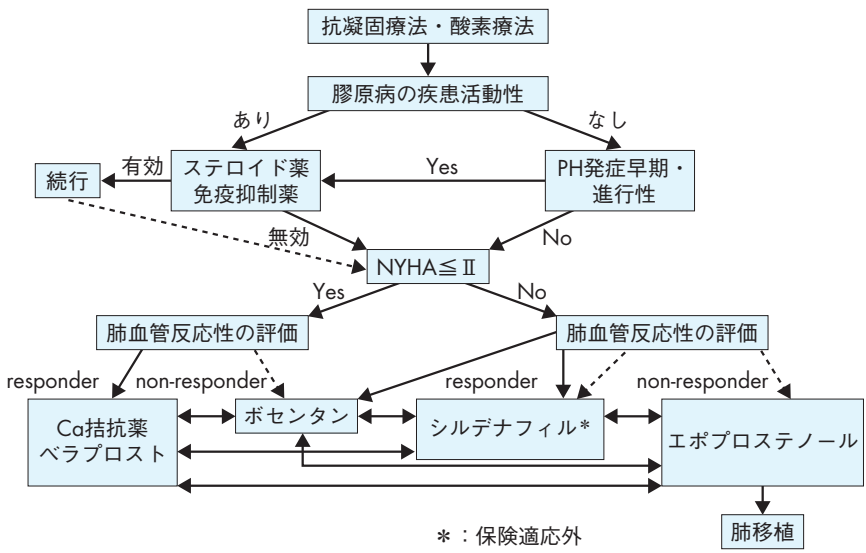 抗凝固療法・酸素療法
膠原病の疾患活動性
あり
なし
続行
有効
ステロイド薬
免疫抑制薬
Yes
PH発症早期・
進行性
無効
No
NYHA≦Ⅱ
Yes
No
肺血管反応性の評価
肺血管反応性の評価
responder
non-responder
responder
non-responder
Ca拮抗薬
ベラプロスト
ボセンタン
シルデナフィル*
エポプロステノール
肺移植
*：保険適応外